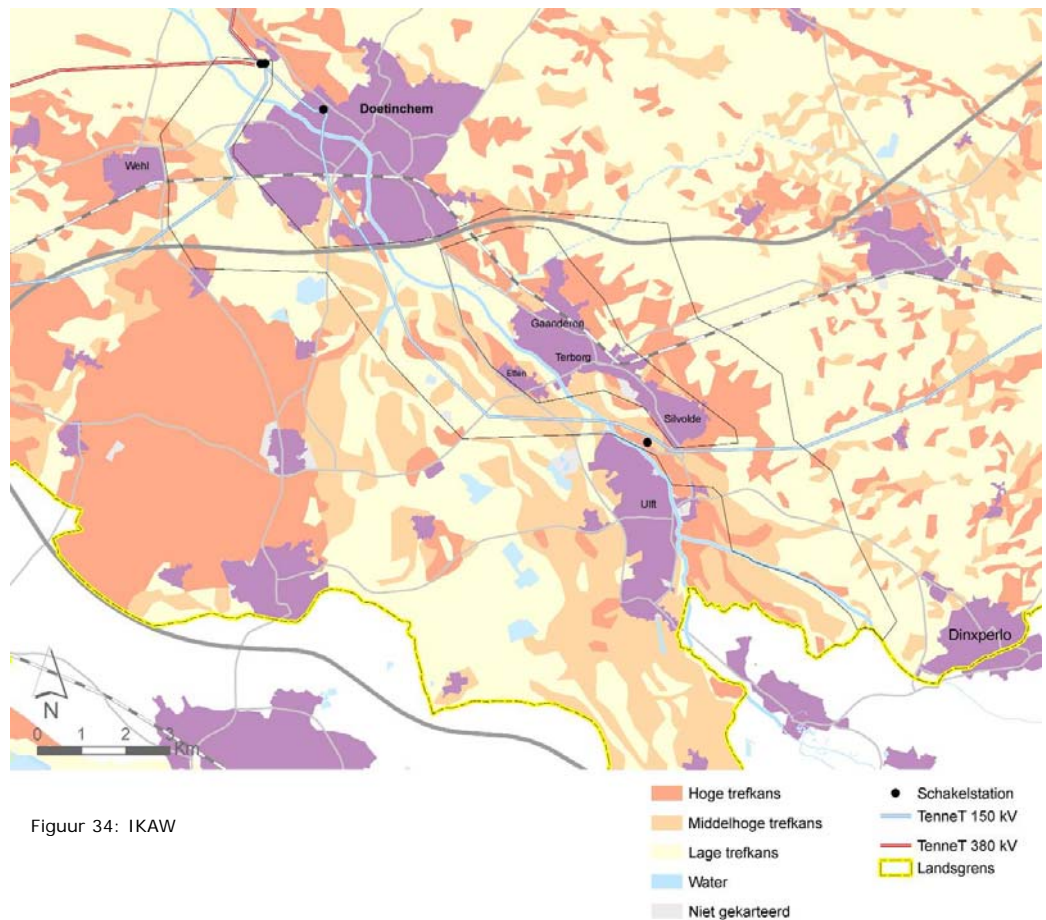 Doetinchem
Wehl
Gaanderen
Terborg
Etten
Silvolde
Ulft
Dinxperlo
N
0 1 2 3
Km
Figuur 34: IKAW
Hoge trefkans
Middelhoge trefkans
Lage trefkans
Water
Niet gekarteerd
Schakelstation
TenneT 150 kV
TenneT 380 kV
Landsgrens